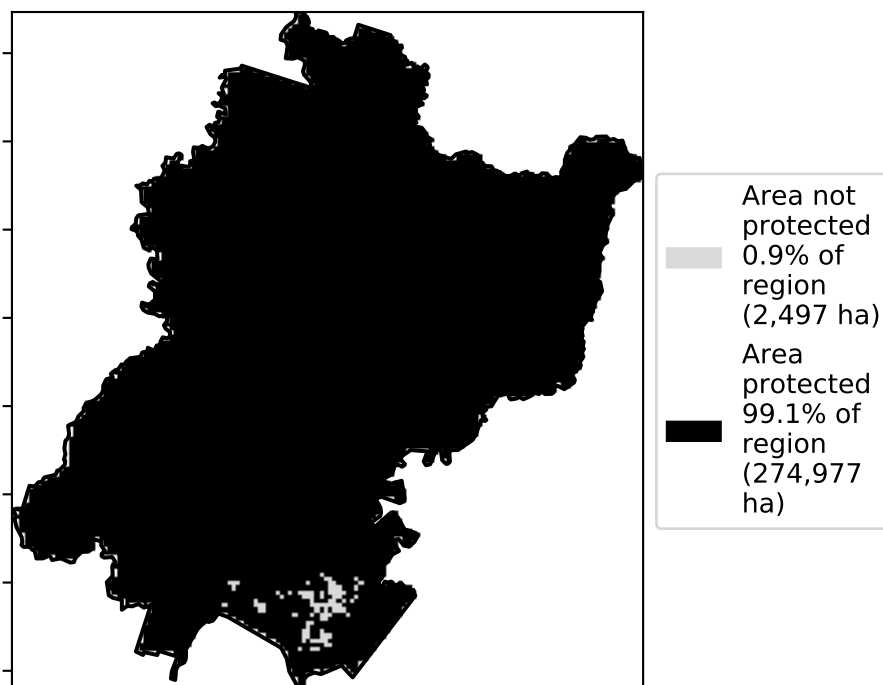 Area not
protected
0.9% of
region
(2,497 ha)
Area
protected
99.1% of
region
(274,977
ha)